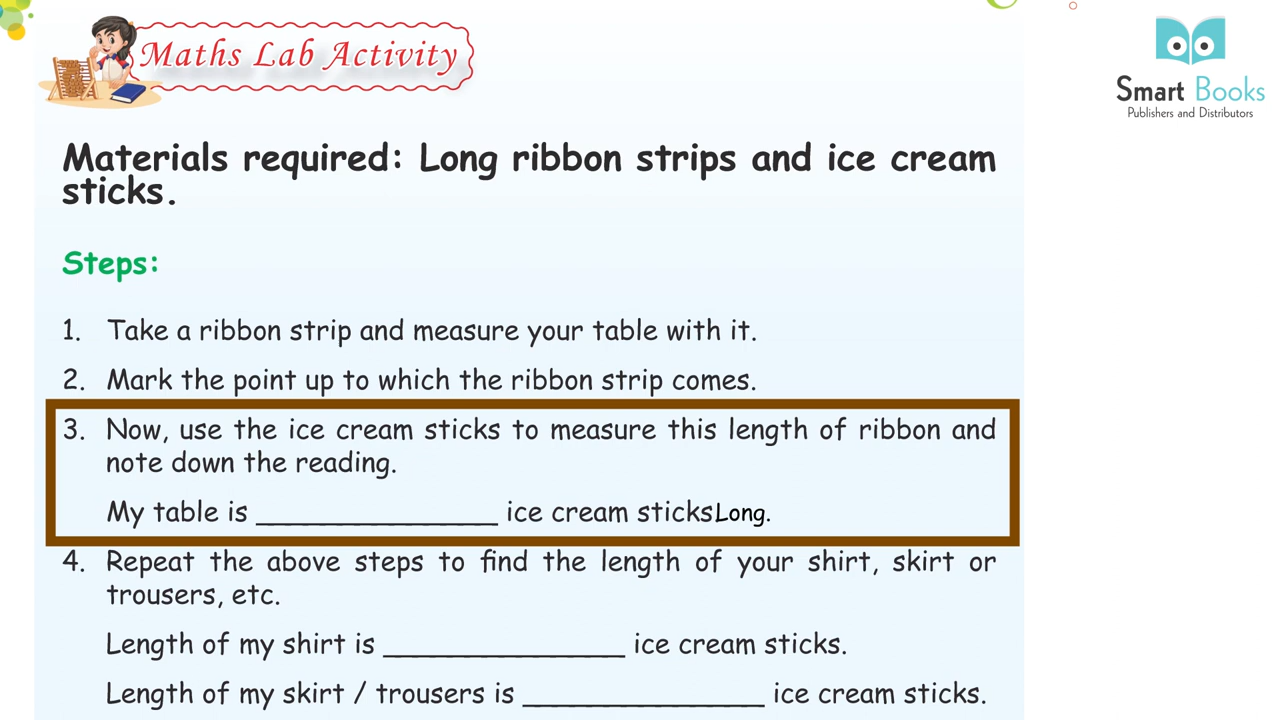 Maths Lab Activity
Smart Books
Publishers and Distributors
Materials required: Long ribbon strips and ice cream
sticks.
Steps:
1. Take a ribbon strip and measure your table with it.
2. Mark the point up to which the ribbon strip comes.
3. Now, use the ice cream sticks to measure this length of ribbon and
note down the reading.
My table is ______________ ice cream sticksLong.
4. Repeat the above steps to find the length of your shirt, skirt or
trousers, etc.
Length of my shirt is ______________ ice cream sticks.
Length of my skirt / trousers is ______________ ice cream sticks.